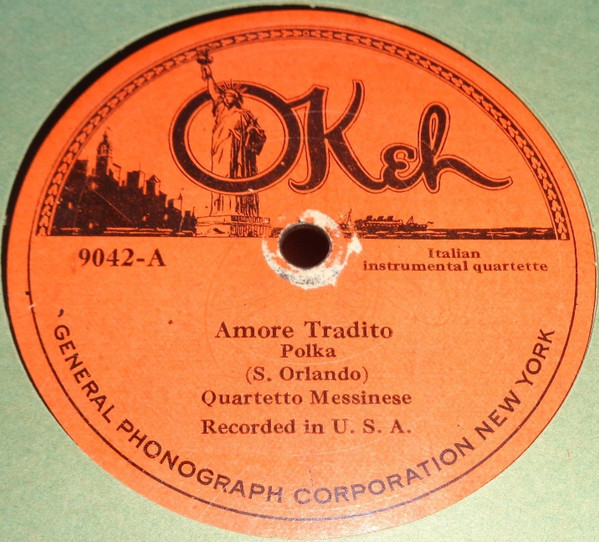 OKeh
9042-A
Italian
instrumental quartette
Amore Tradito
Polka
(S. Orlando)
Quartetto Messinese
Recorded in U. S. A.
GENERAL PHONOGRAPH CORPORATION NEW YORK